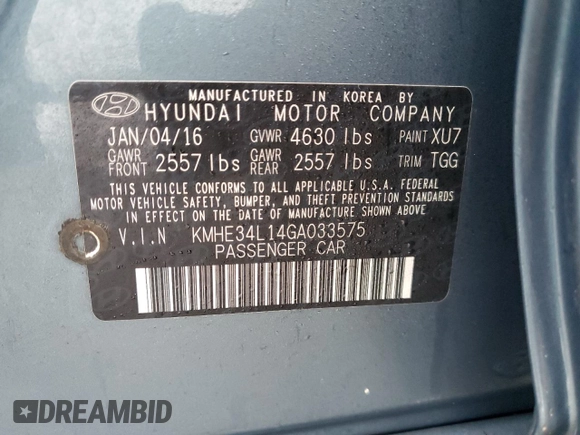 MANUFACTURED IN KOREA BY
HYUNDAI MOTOR COMPANY
JAN/04/16 GVWR 4630 lbs PAINT XU7
GAWR FRONT 2557 lbs GAWR REAR 2557 lbs TRIM TGG
THIS VEHICLE CONFORMS TO ALL APPLICABLE U.S.A. FEDERAL
MOTOR VEHICLE SAFETY, BUMPER, AND THEFT PREVENTION STANDARDS
IN EFFECT ON THE DATE OF MANUFACTURE SHOWN ABOVE.
V.I.N KMHE34L14GA033575
PASSENGER CAR
DREAMBID